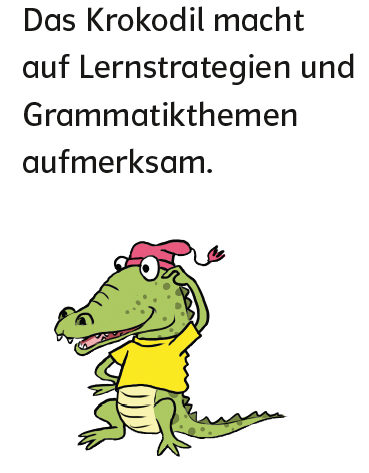 Das Krokodil macht
auf Lernstrategien und
Grammatikthemen
aufmerksam.